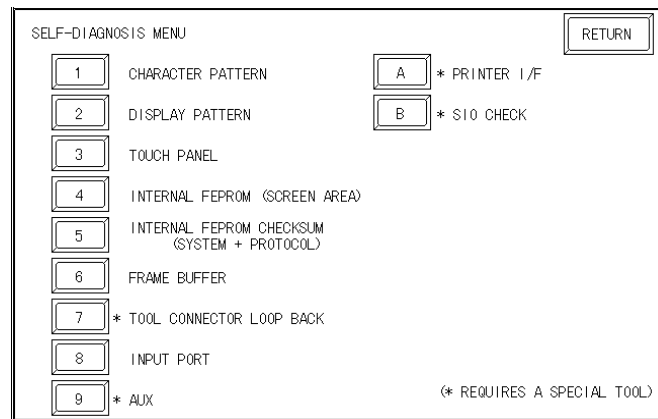 SELF-DIAGNOSIS MENU
RETURN
1 CHARACTER PATTERN
2 DISPLAY PATTERN
3 TOUCH PANEL
4 INTERNAL FEPROM (SCREEN AREA)
5 INTERNAL FEPROM CHECKSUM
(SYSTEM + PROTOCOL)
6 FRAME BUFFER
7 * TOOL CONNECTOR LOOP BACK
8 INPUT PORT
9 * AUX
A * PRINTER I/F
B * SIO CHECK
(* REQUIRES A SPECIAL TOOL)